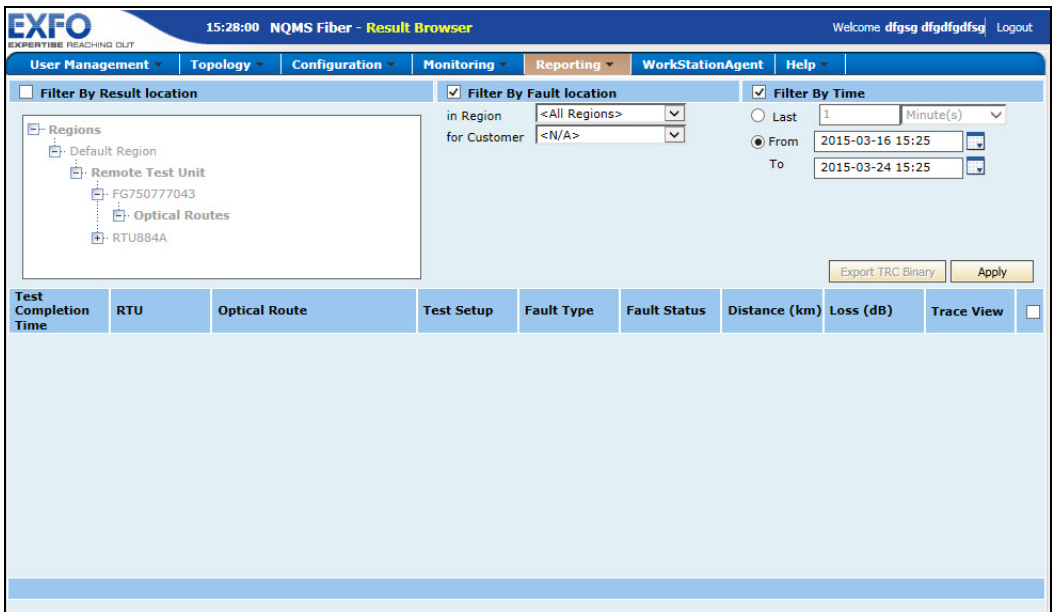 EXFO
EXPERTISE REACHING OUT
15:28:00 NQMS Fiber - Result Browser
Welcome dfgsg dfgdfgdfsg Logout
User Management Topology Configuration Monitoring Reporting WorkStationAgent Help
Filter By Result location
Filter By Fault location
Filter By Time
Regions
Default Region
Remote Test Unit
FG750777043
Optical Routes
RTU884A
in Region <All Regions>
for Customer <N/A>
Last 1 Minute(s)
From 2015-03-16 15:25
To 2015-03-24 15:25
Export TRC Binary Apply
Test Completion Time RTU Optical Route Test Setup Fault Type Fault Status Distance (km) Loss (dB) Trace View